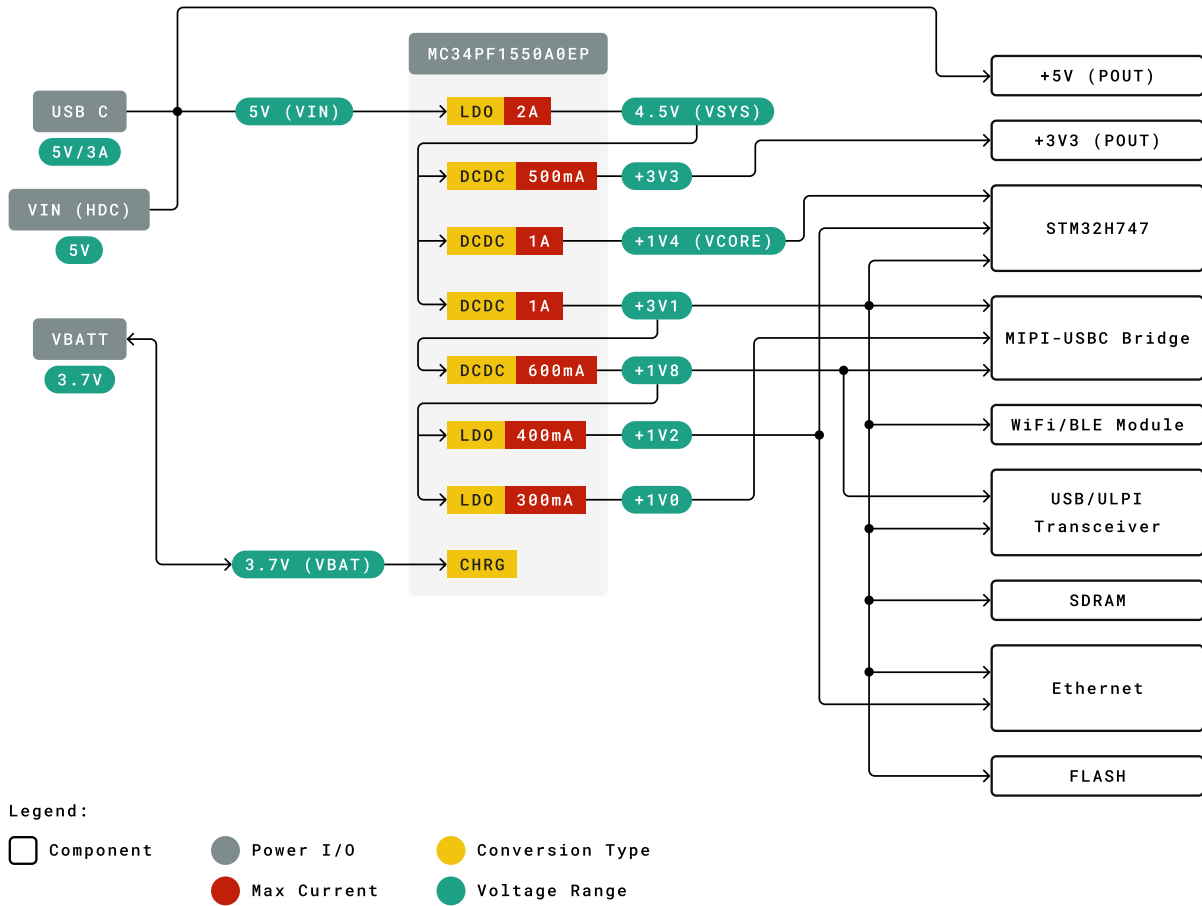 MC34PF1550A0EP
+5V (POUT)
USB C
5V (VIN)
LDO 2A
4.5V (VSYS)
5V/3A
+3V3 (POUT)
DCDC 500mA
+3V3
VIN (HDC)
STM32H747
DCDC 1A
+1V4 (VCORE)
5V
DCDC 1A
+3V1
VBATT
MIPI-USBC Bridge
3.7V
DCDC 600mA
+1V8
WiFi/BLE Module
LDO 400mA
+1V2
LDO 300mA
+1V0
USB/ULPI
Transceiver
3.7V (VBAT)
CHRG
SDRAM
Ethernet
FLASH
Legend:
Component
Power I/O
Conversion Type
Max Current
Voltage Range